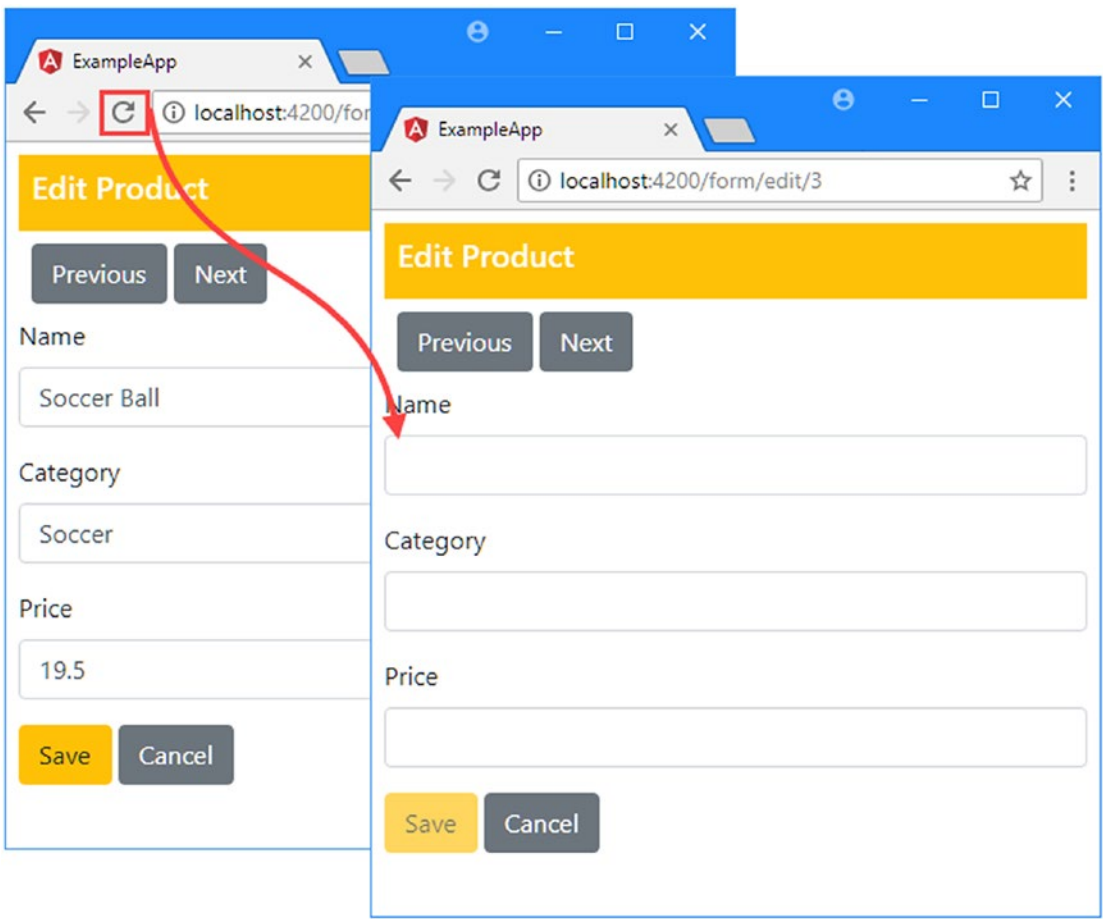 ExampleApp
localhost:4200/for
Edit Product
Previous Next
Name
Soccer Ball
Category
Soccer
Price
19.5
Save Cancel
ExampleApp
localhost:4200/form/edit/3
Edit Product
Previous Next
Name
Category
Price
Save Cancel